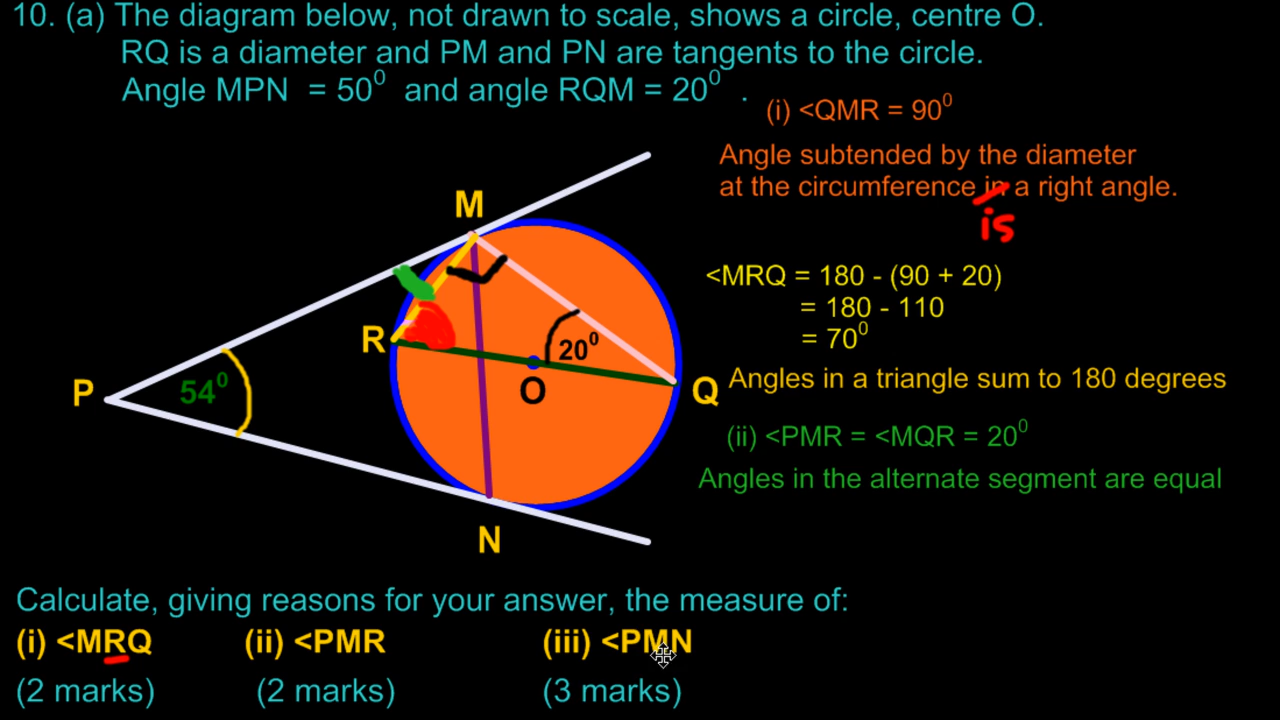 10. (a) The diagram below, not drawn to scale, shows a circle, centre O.
RQ is a diameter and PM and PN are tangents to the circle.
Angle MPN = 50⁰ and angle RQM = 20⁰ .
(i) <QMR = 90⁰
Angle subtended by the diameter
at the circumference in a right angle.
is
M
<MRQ = 180 - (90 + 20)
= 180 - 110
= 70⁰
R
20⁰
P
54⁰
O
Q
Angles in a triangle sum to 180 degrees
(ii) <PMR = <MQR = 20⁰
Angles in the alternate segment are equal
N
Calculate, giving reasons for your answer, the measure of:
(i) <MRQ (ii) <PMR (iii) <PMN
(2 marks) (2 marks) (3 marks)